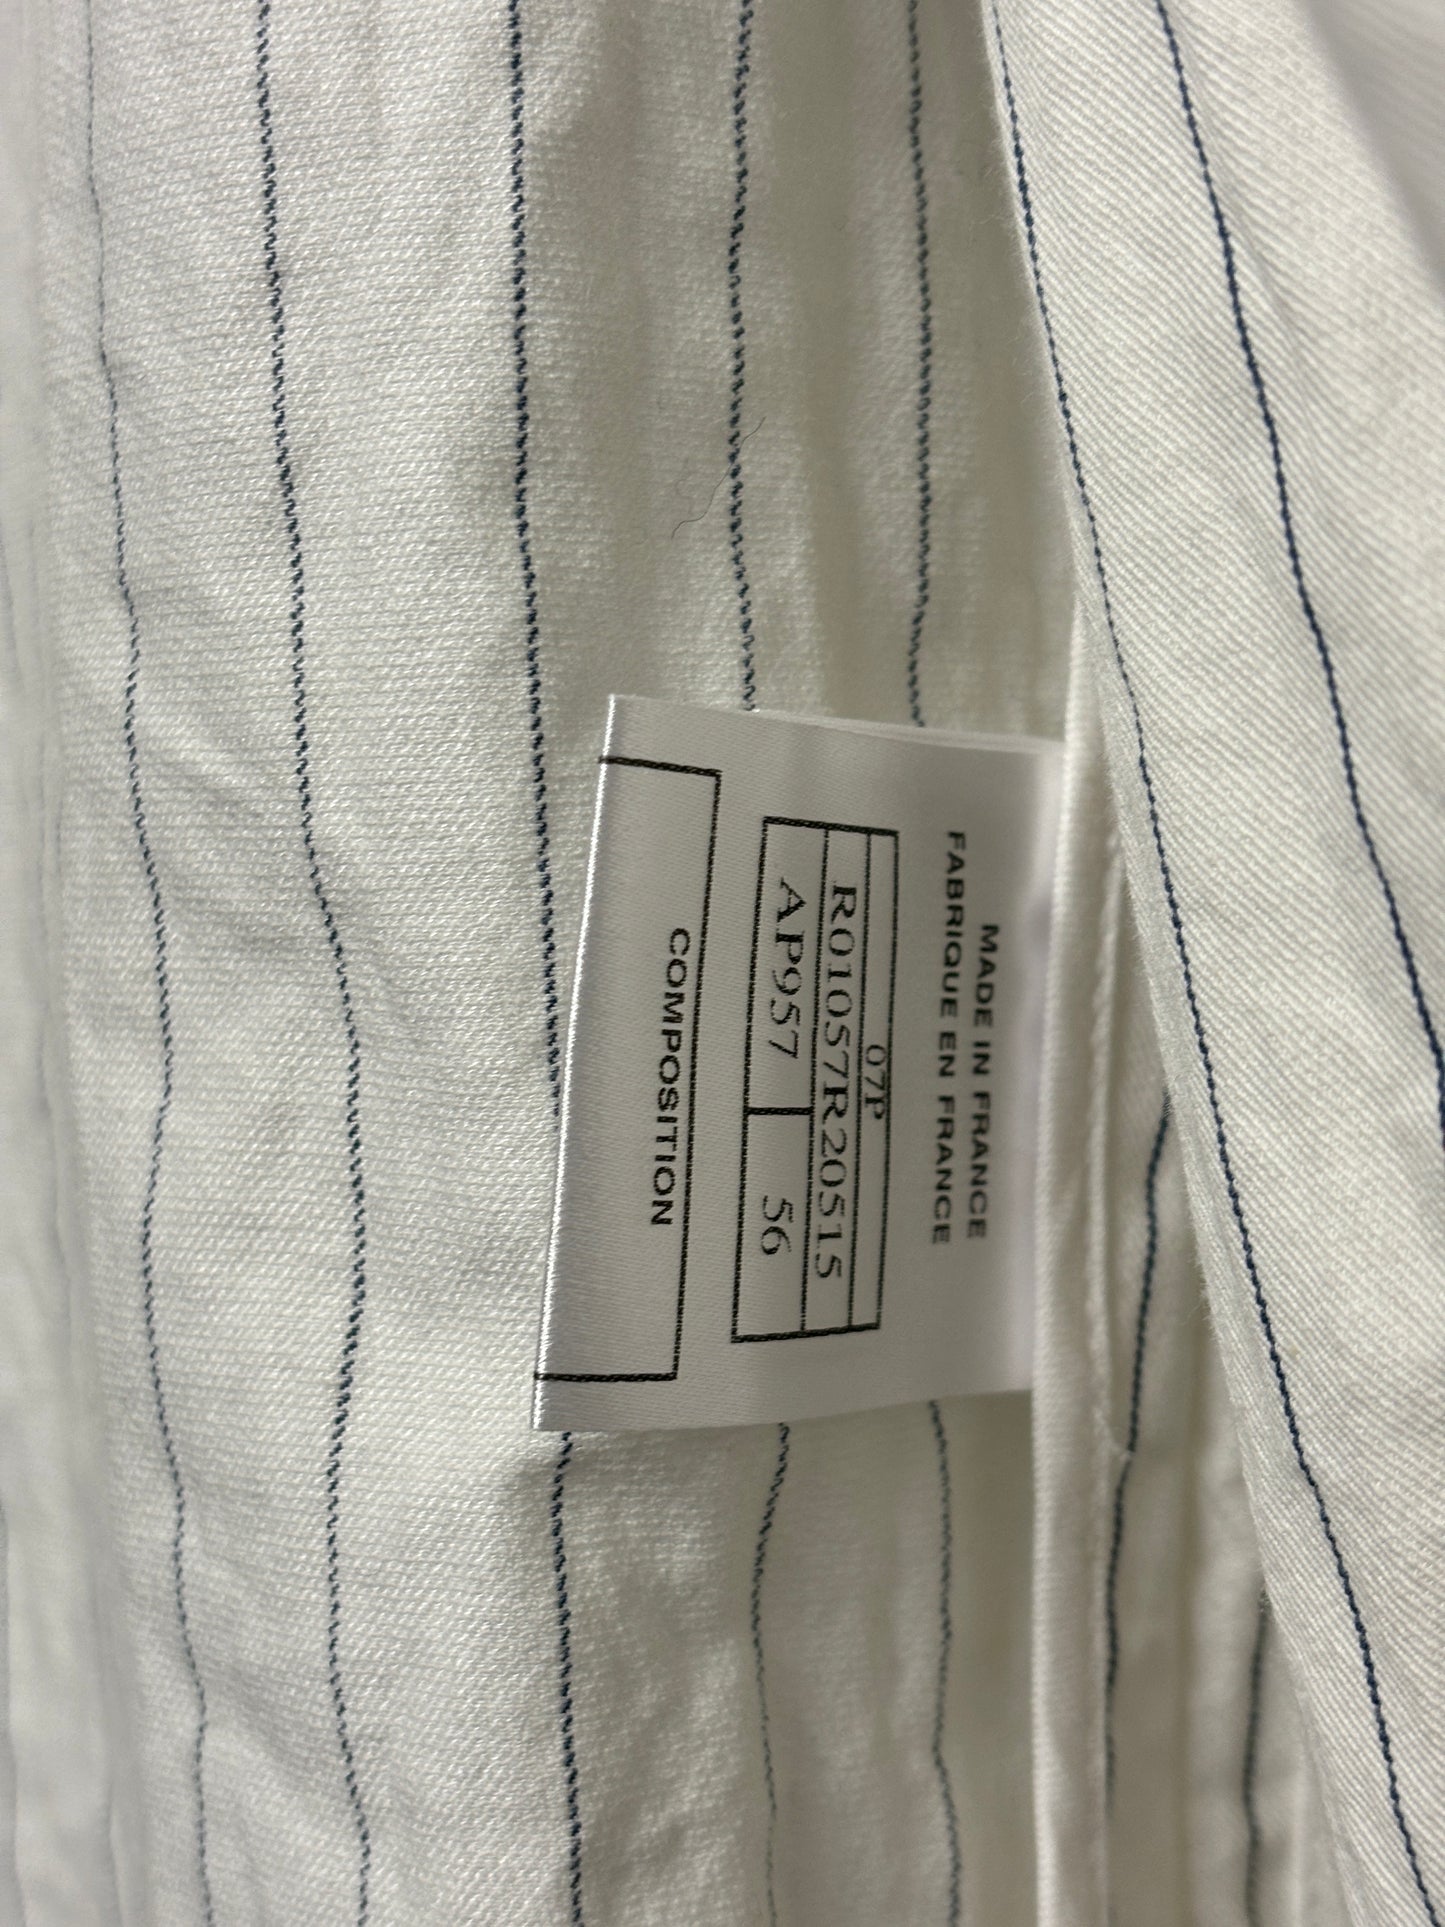 MADE IN FRANCE
FABRIQUE EN FRANCE
07P
R01057R20515
AP957 56
COMPOSITION